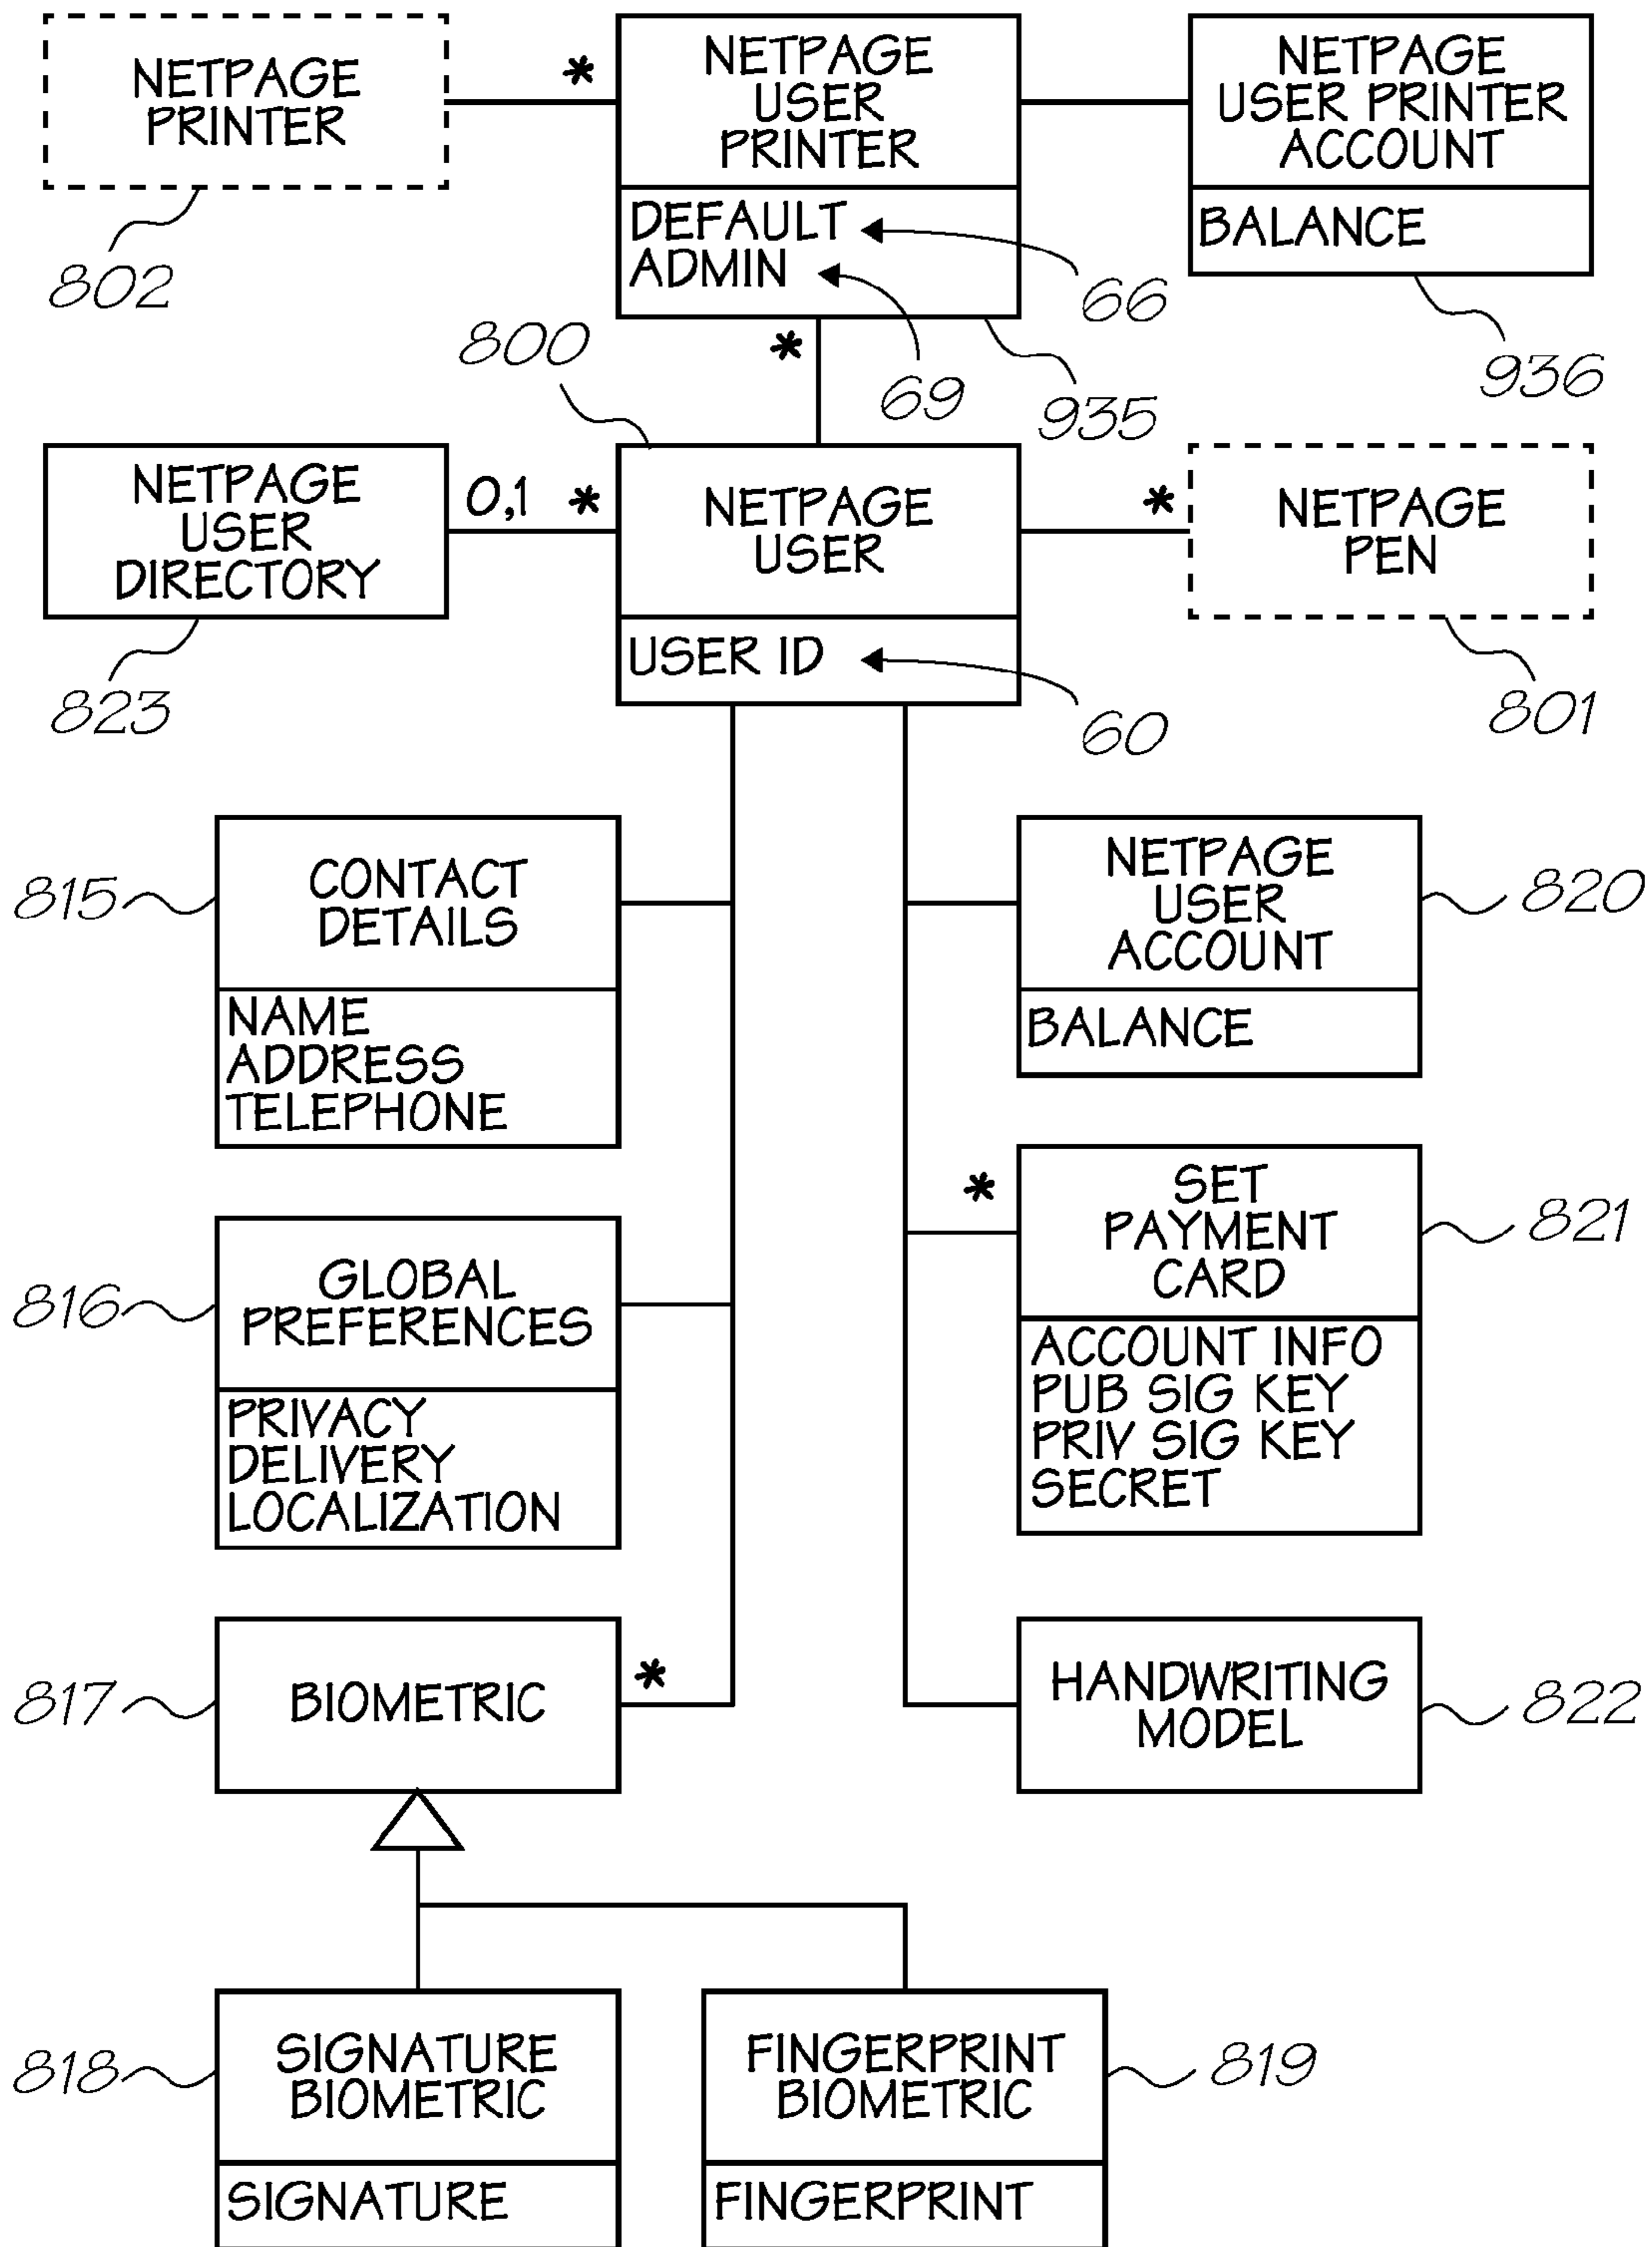 NETPAGE
PRINTER
802
*
NETPAGE
USER
PRINTER
DEFAULT
ADMIN
66
69
935
NETPAGE
USER PRINTER
ACCOUNT
BALANCE
936
*
800
NETPAGE
USER
DIRECTORY
823
0,1 *
NETPAGE
USER
USER ID
60
*
NETPAGE
PEN
801
815
CONTACT
DETAILS
NAME
ADDRESS
TELEPHONE
NETPAGE
USER
ACCOUNT
BALANCE
820
816
GLOBAL
PREFERENCES
PRIVACY
DELIVERY
LOCALIZATION
*
SET
PAYMENT
CARD
ACCOUNT INFO
PUB SIG KEY
PRIV SIG KEY
SECRET
821
817
BIOMETRIC
*
HANDWRITING
MODEL
822
818
SIGNATURE
BIOMETRIC
SIGNATURE
FINGERPRINT
BIOMETRIC
FINGERPRINT
819